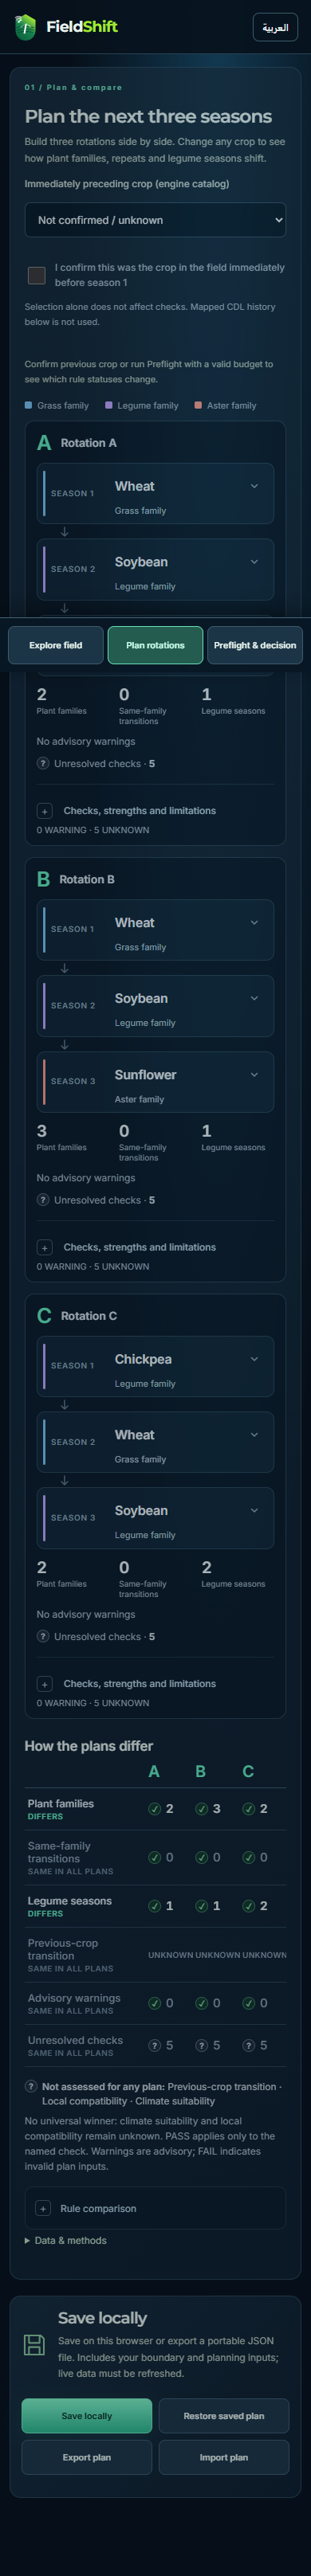 FieldShift
العربية
01 / Plan & compare
Plan the next three seasons
Build three rotations side by side. Change any crop to see
how plant families, repeats and legume seasons shift.
Immediately preceding crop (engine catalog)
Not confirmed / unknown
I confirm this was the crop in the field immediately
before season 1
Selection alone does not affect checks. Mapped CDL history
below is not used.
Confirm previous crop or run Preflight with a valid budget to
see which rule statuses change.
Grass family Legume family Aster family
A Rotation A
SEASON 1 Wheat
Grass family
↓
SEASON 2 Soybean
Legume family
↓
Explore field Plan rotations Preflight & decision
2 0 1
Plant families Same-family transitions Legume seasons
No advisory warnings
? Unresolved checks · 5
+ Checks, strengths and limitations
0 WARNING · 5 UNKNOWN
B Rotation B
SEASON 1 Wheat
Grass family
↓
SEASON 2 Soybean
Legume family
↓
SEASON 3 Sunflower
Aster family
3 0 1
Plant families Same-family transitions Legume seasons
No advisory warnings
? Unresolved checks · 5
+ Checks, strengths and limitations
0 WARNING · 5 UNKNOWN
C Rotation C
SEASON 1 Chickpea
Legume family
↓
SEASON 2 Wheat
Grass family
↓
SEASON 3 Soybean
Legume family
2 0 2
Plant families Same-family transitions Legume seasons
No advisory warnings
? Unresolved checks · 5
+ Checks, strengths and limitations
0 WARNING · 5 UNKNOWN
How the plans differ
A B C
Plant families ✓ 2 ✓ 3 ✓ 2
DIFFERS
Same-family
transitions ✓ 0 ✓ 0 ✓ 0
SAME IN ALL PLANS
Legume seasons ✓ 1 ✓ 1 ✓ 2
DIFFERS
Previous-crop
transition UNKNOWN UNKNOWN UNKNOWN
SAME IN ALL PLANS
Advisory warnings ✓ 0 ✓ 0 ✓ 0
SAME IN ALL PLANS
Unresolved checks ? 5 ? 5 ? 5
SAME IN ALL PLANS
? Not assessed for any plan: Previous-crop transition ·
Local compatibility · Climate suitability
No universal winner: climate suitability and local
compatibility remain unknown. PASS applies only to the
named check. Warnings are advisory; FAIL indicates
invalid plan inputs.
+ Rule comparison
▶ Data & methods
Save locally
Save on this browser or export a portable JSON
file. Includes your boundary and planning inputs;
live data must be refreshed.
Save locally Restore saved plan
Export plan Import plan